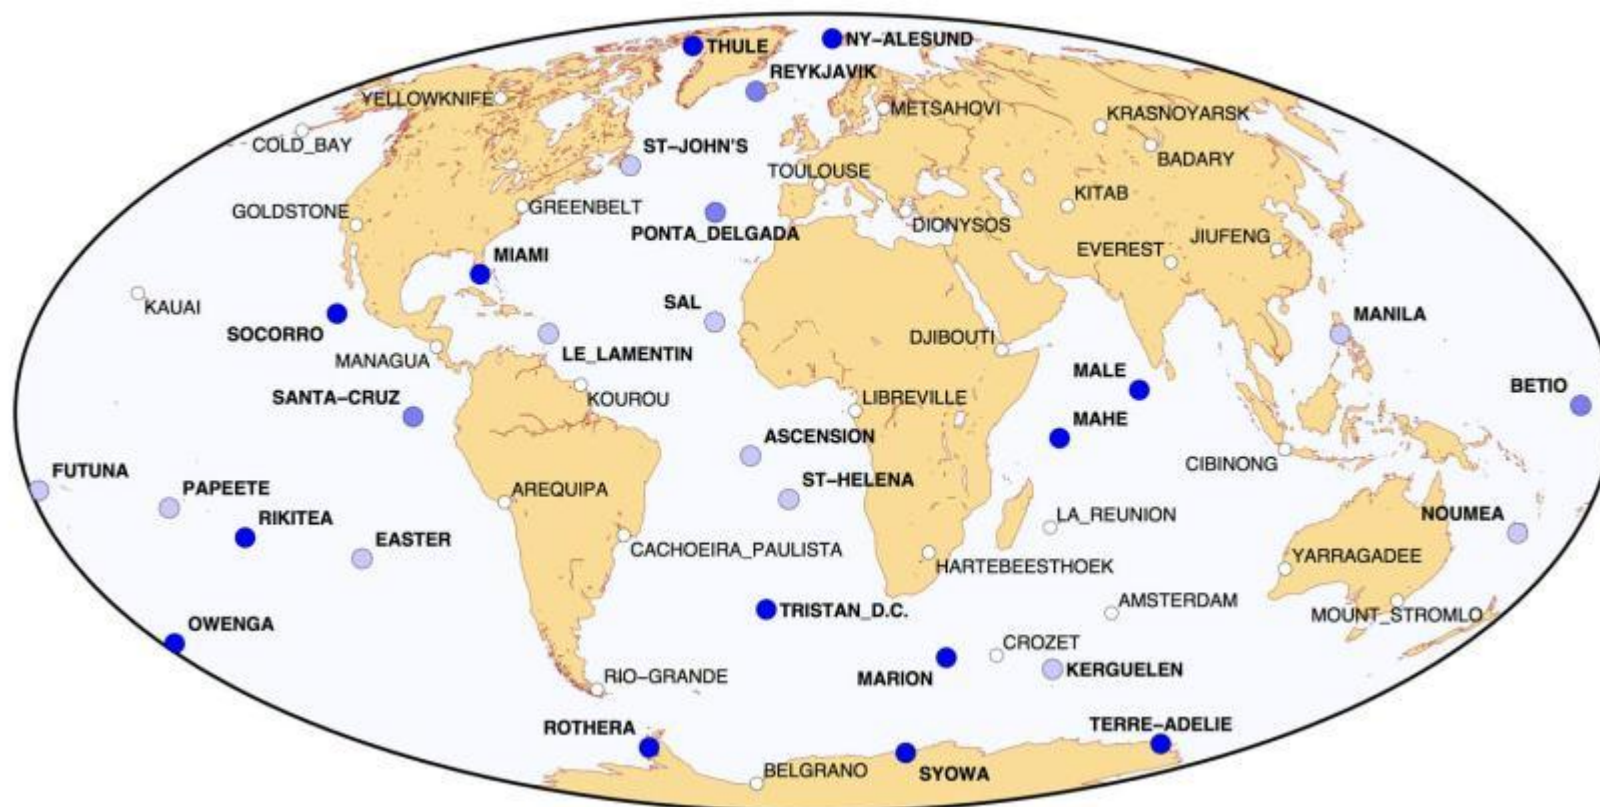 THULE
NY-ALESUND
REYKJAVIK
YELLOWKNIFE
METSAHOVI
KRASNOYARSK
COLD_BAY
ST-JOHN'S
BADARY
TOULOUSE
KITAB
GOLDSTONE
GREENBELT
PONTA_DELGADA
DIONYSOS
JIUFENG
EVEREST
MIAMI
KAUAI
SAL
MANILA
SOCORRO
DJIBOUTI
MANAGUA
LE_LAMENTIN
MALE
BETIO
SANTA-CRUZ
KOUROU
LIBREVILLE
MAHE
ASCENSION
CIBINONG
FUTUNA
ST-HELENA
PAPEETE
AREQUIPA
RIKITEA
LA_REUNION
NOUMEA
EASTER
CACHOEIRA_PAULISTA
YARRAGADEE
HARTEBEESTHOEK
AMSTERDAM
TRISTAN_D.C.
MOUNT_STROMLO
OWENGA
CROZET
KERGUELEN
RIO-GRANDE
MARION
ROTHERA
TERRE-ADELIE
BELGRANO
SYOWA